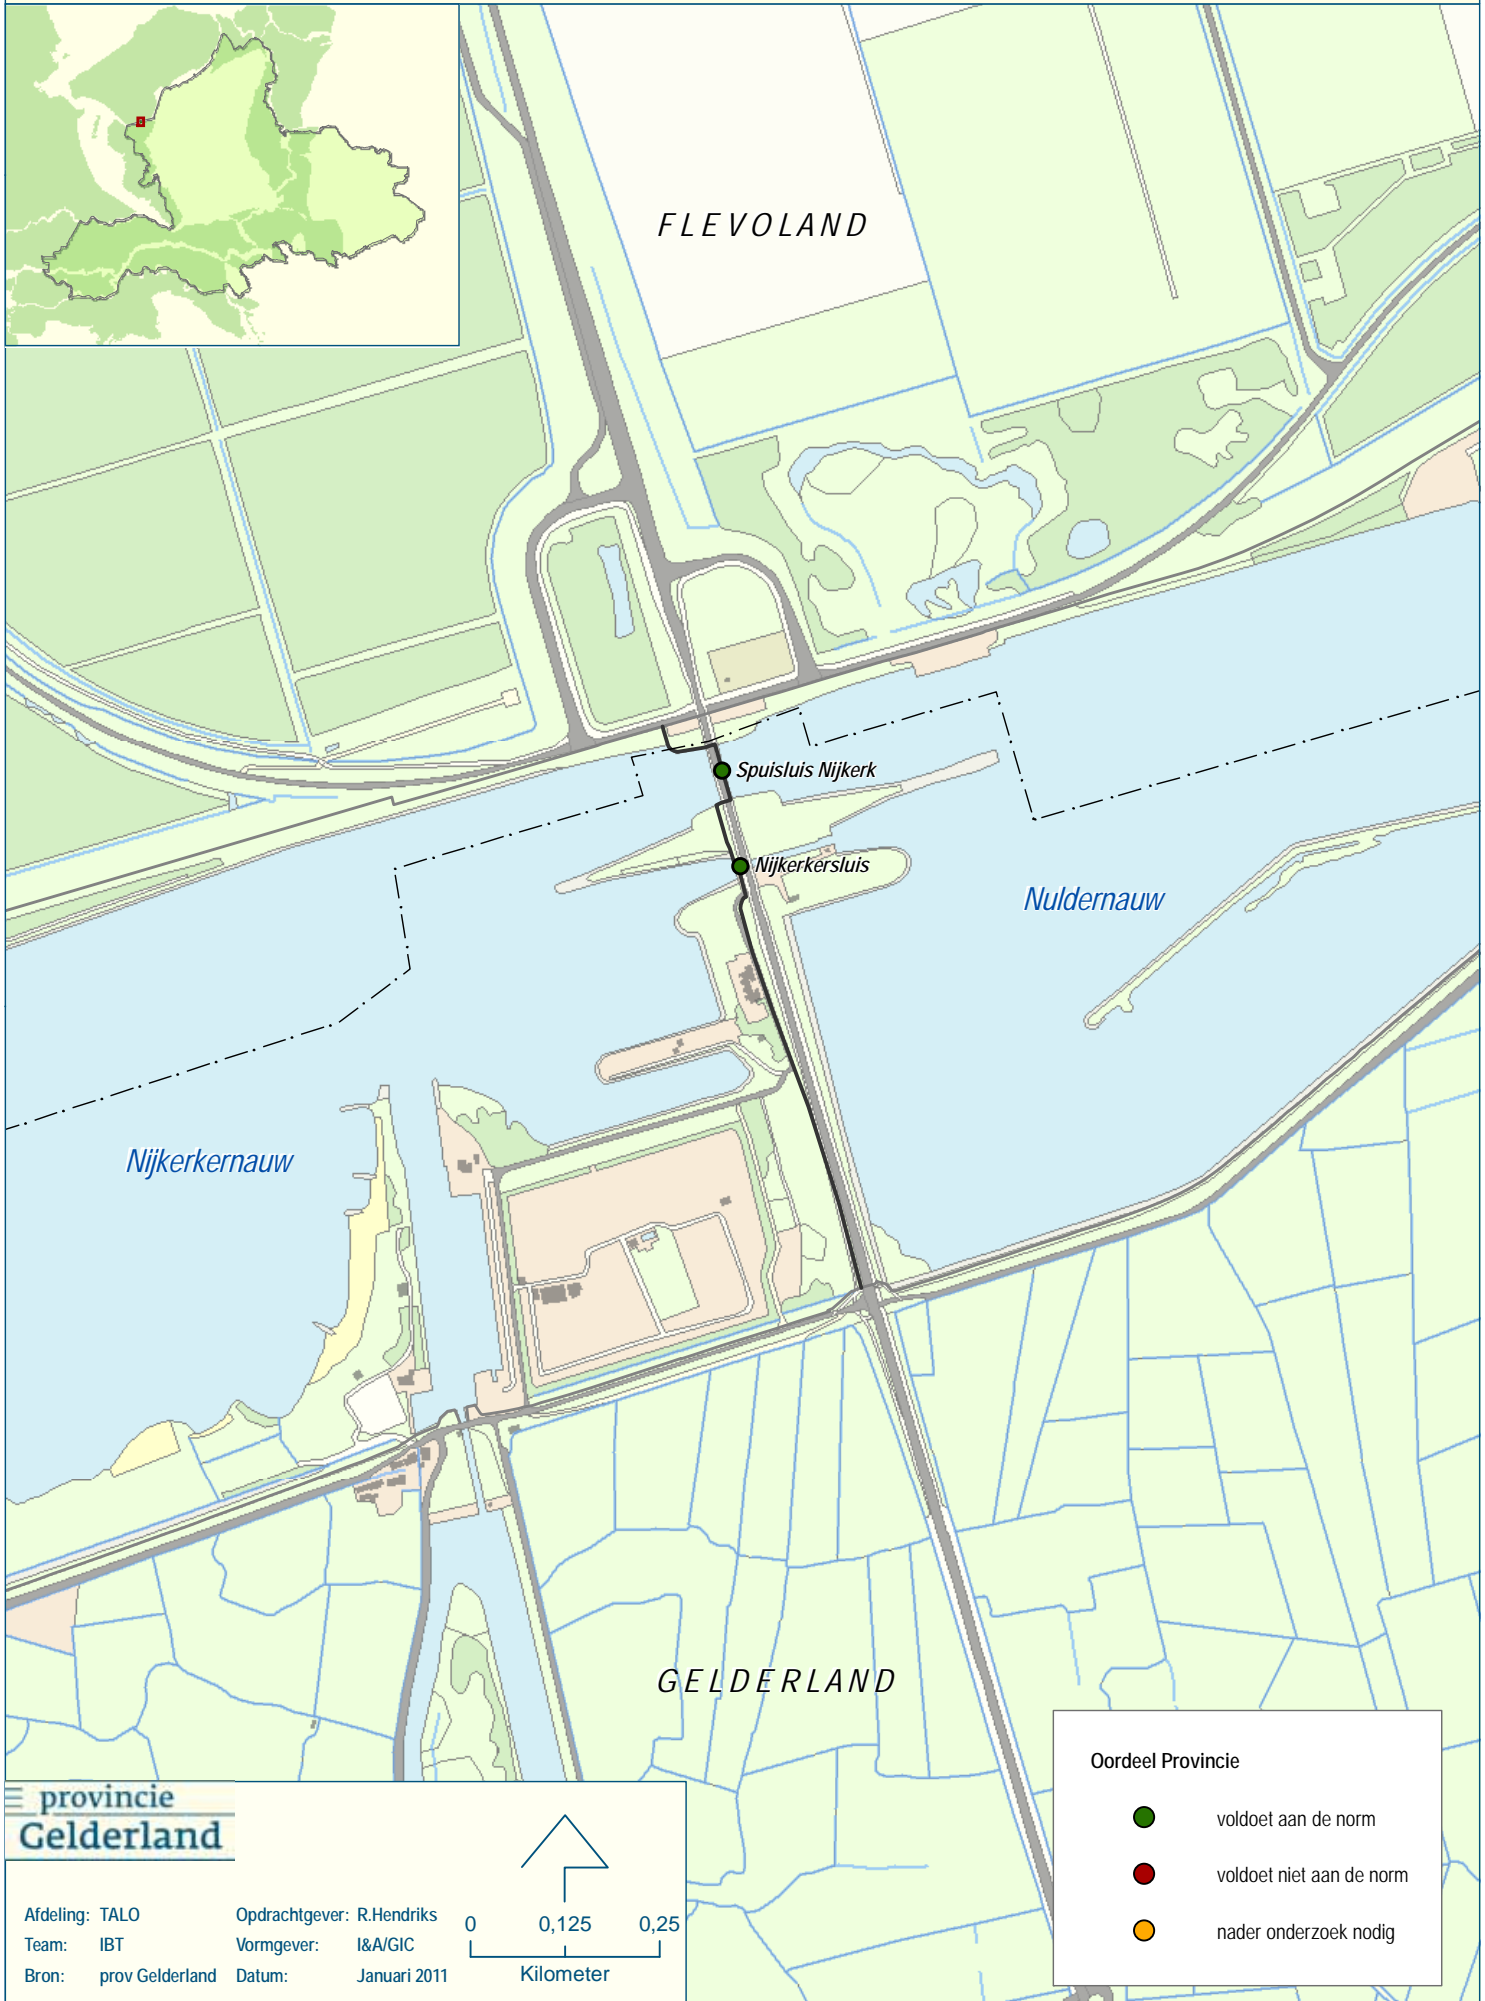 FLEVOLAND
Spuisluis Nijkerk
Nijkerkersluis
Nuldernauw
Nijkerkernauw
GELDERLAND
provincie
Gelderland
Afdeling: TALO Opdrachtgever: R.Hendriks
Team: IBT Vormgever: I&A/GIC
Bron: prov Gelderland Datum: Januari 2011
0 0,125 0,25
Kilometer
Oordeel Provincie
voldoet aan de norm
voldoet niet aan de norm
nader onderzoek nodig